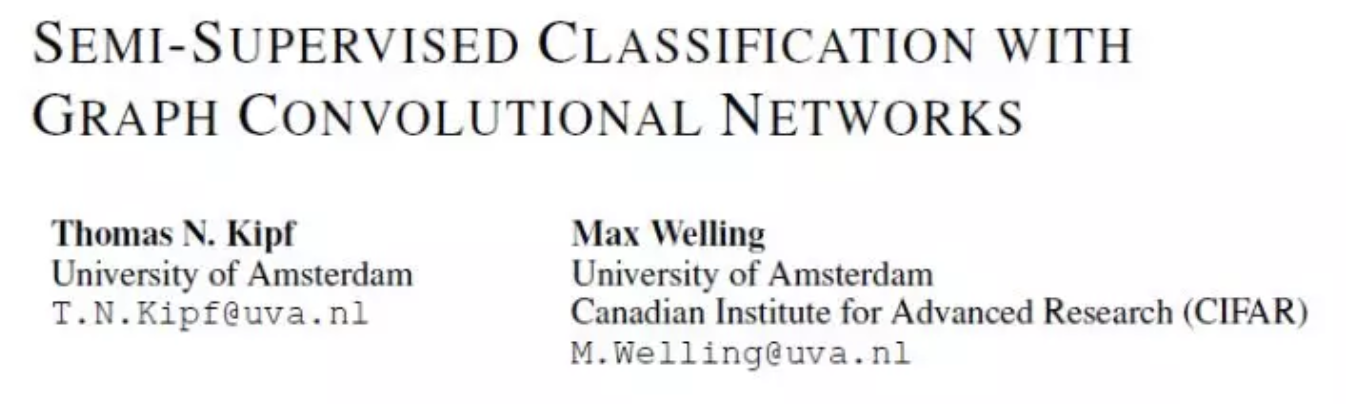 SEMI-SUPERVISED CLASSIFICATION WITH
GRAPH CONVOLUTIONAL NETWORKS
Thomas N. Kipf
University of Amsterdam
T.N.Kipf@uva.nl
Max Welling
University of Amsterdam
Canadian Institute for Advanced Research (CIFAR)
M.Welling@uva.nl